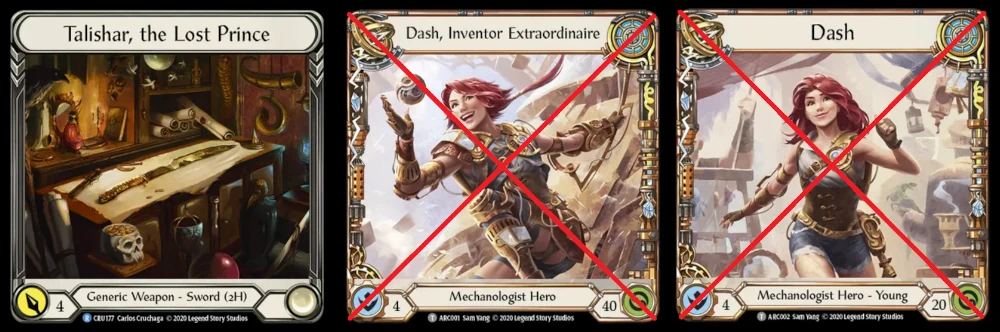 Talishar, the Lost Prince
4
Generic Weapon - Sword (2H)
R CRU177 Carlos Cruchaga © 2020 Legend Story Studios
Dash, Inventor Extraordinaire
4
Mechanologist Hero
40
T ARC001 Sam Yang © 2020 Legend Story Studios
Dash
4
Mechanologist Hero - Young
20
T ARC002 Sam Yang © 2020 Legend Story Studios